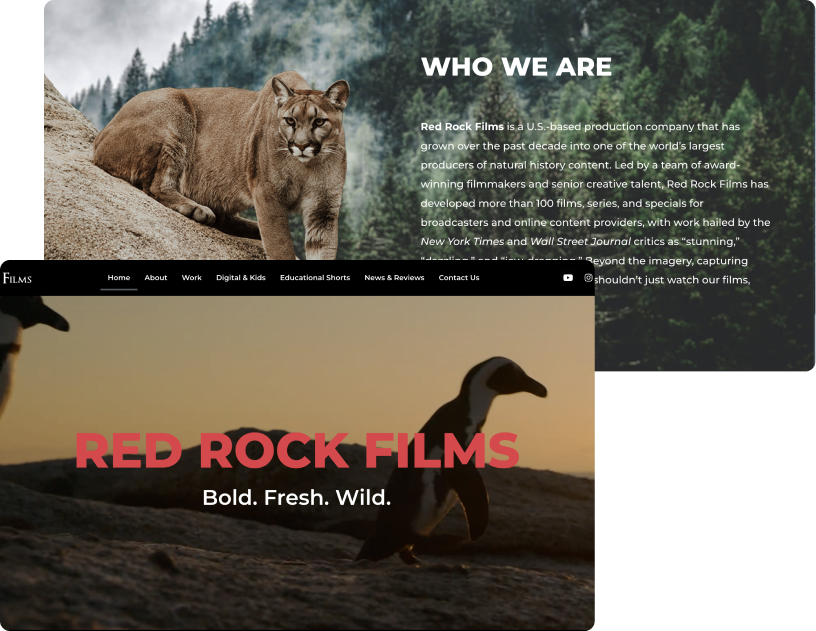 WHO WE ARE
Red Rock Films is a U.S.-based production company that has
grown over the past decade into one of the world's largest
producers of natural history content. Led by a team of award-
winning filmmakers and senior creative talent, Red Rock Films has
developed more than 100 films, series, and specials for
broadcasters and online content providers, with work hailed by the
New York Times and Wall Street Journal critics as “stunning,”
Beyond the imagery, capturing
shouldn't just watch our films,
FILMS
Home About Work Digital & Kids Educational Shorts News & Reviews Contact Us
RED ROCK FILMS
Bold. Fresh. Wild.